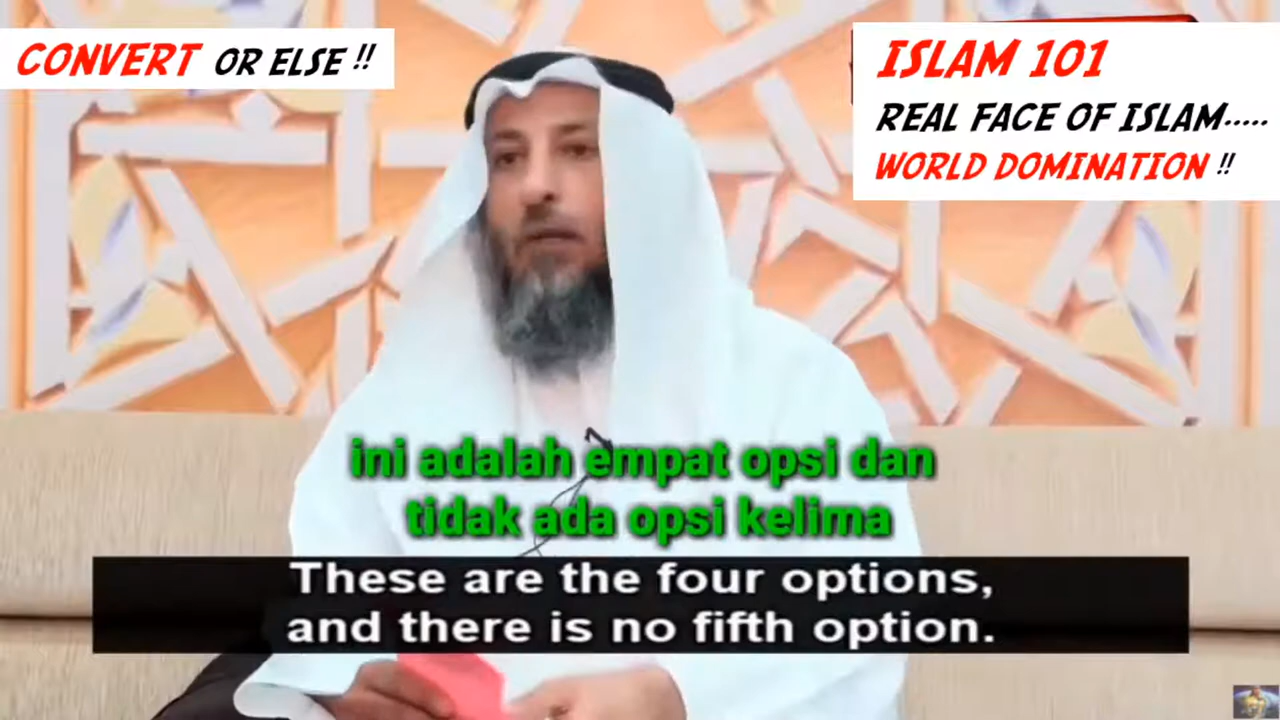 CONVERT OR ELSE !!
ISLAM 101
REAL FACE OF ISLAM.....
WORLD DOMINATION !!
ini adalah empat opsi dan
tidak ada opsi kelima
These are the four options,
and there is no fifth option.